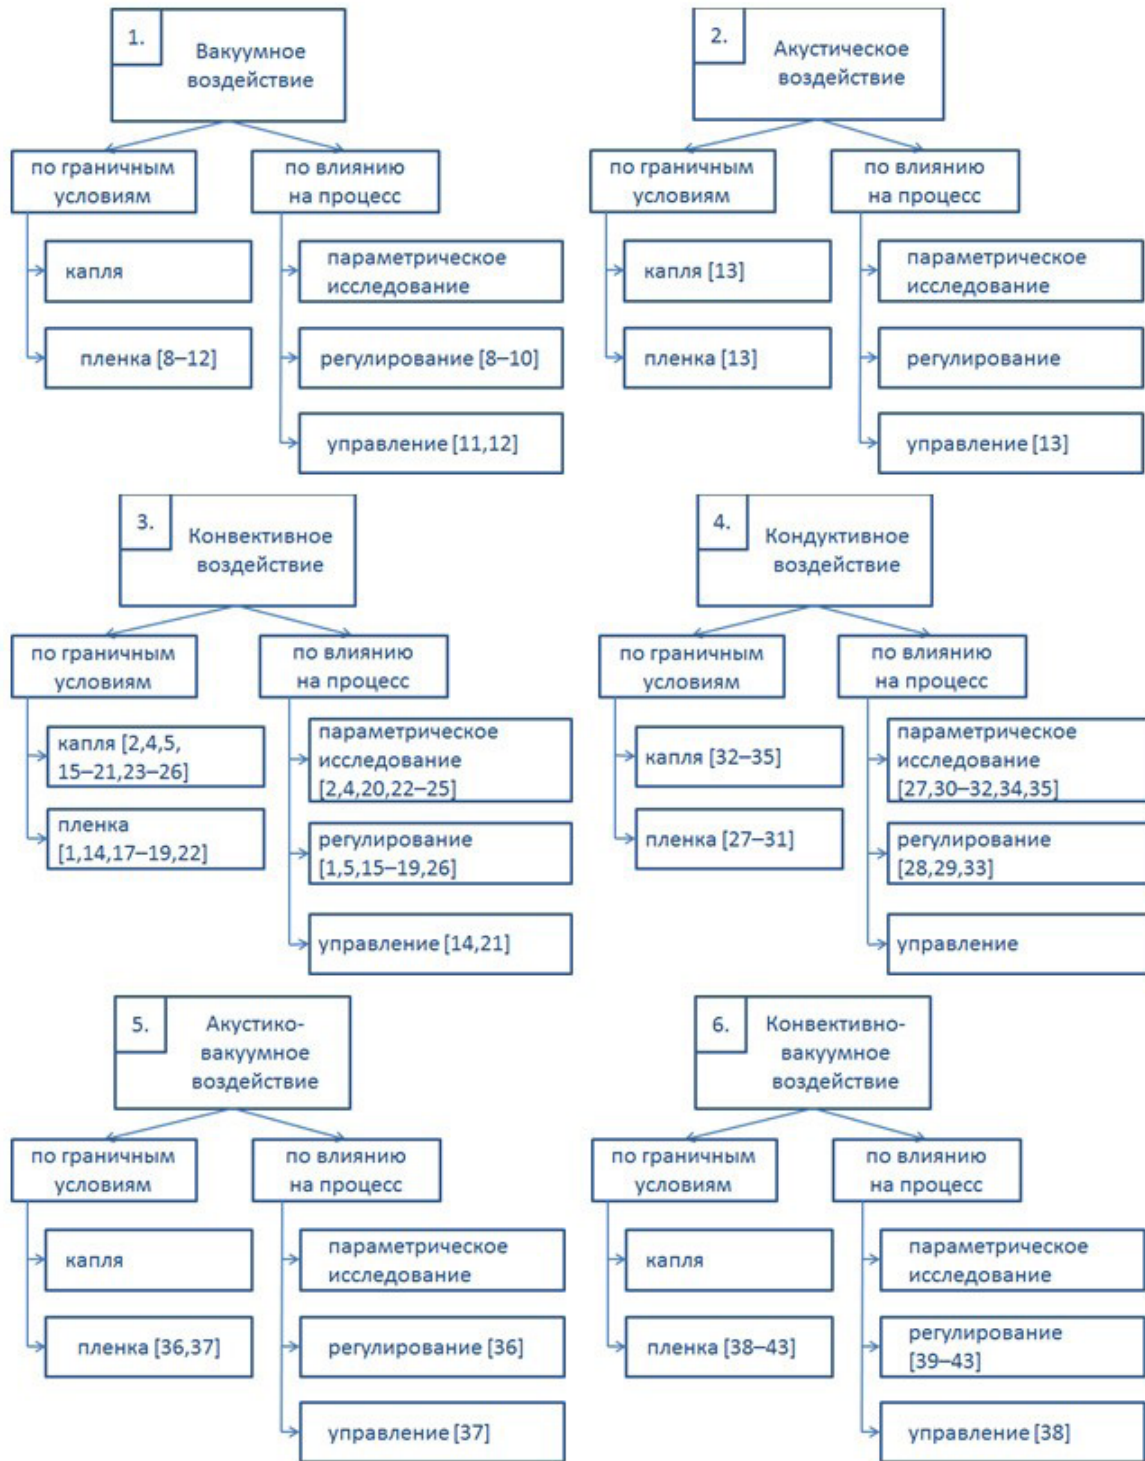 1.
Вакуумное
воздействие
по граничным
условиям
капля
пленка [8–12]
по влиянию
на процесс
параметрическое
исследование
регулирование [8–10]
управление [11,12]
2.
Акустическое
воздействие
по граничным
условиям
капля [13]
пленка [13]
по влиянию
на процесс
параметрическое
исследование
регулирование
управление [13]
3.
Конвективное
воздействие
по граничным
условиям
капля [2,4,5,
15–21,23–26]
пленка
[1,14,17–19,22]
по влиянию
на процесс
параметрическое
исследование
[2,4,20,22–25]
регулирование
[1,5,15–19,26]
управление [14,21]
4.
Кондуктивное
воздействие
по граничным
условиям
капля [32–35]
пленка [27–31]
по влиянию
на процесс
параметрическое
исследование
[27,30–32,34,35]
регулирование
[28,29,33]
управление
5.
Акустико-
вакуумное
воздействие
по граничным
условиям
капля
пленка [36,37]
по влиянию
на процесс
параметрическое
исследование
регулирование [36]
управление [37]
6.
Конвективно-
вакуумное
воздействие
по граничным
условиям
капля
пленка [38–43]
по влиянию
на процесс
параметрическое
исследование
регулирование
[39–43]
управление [38]